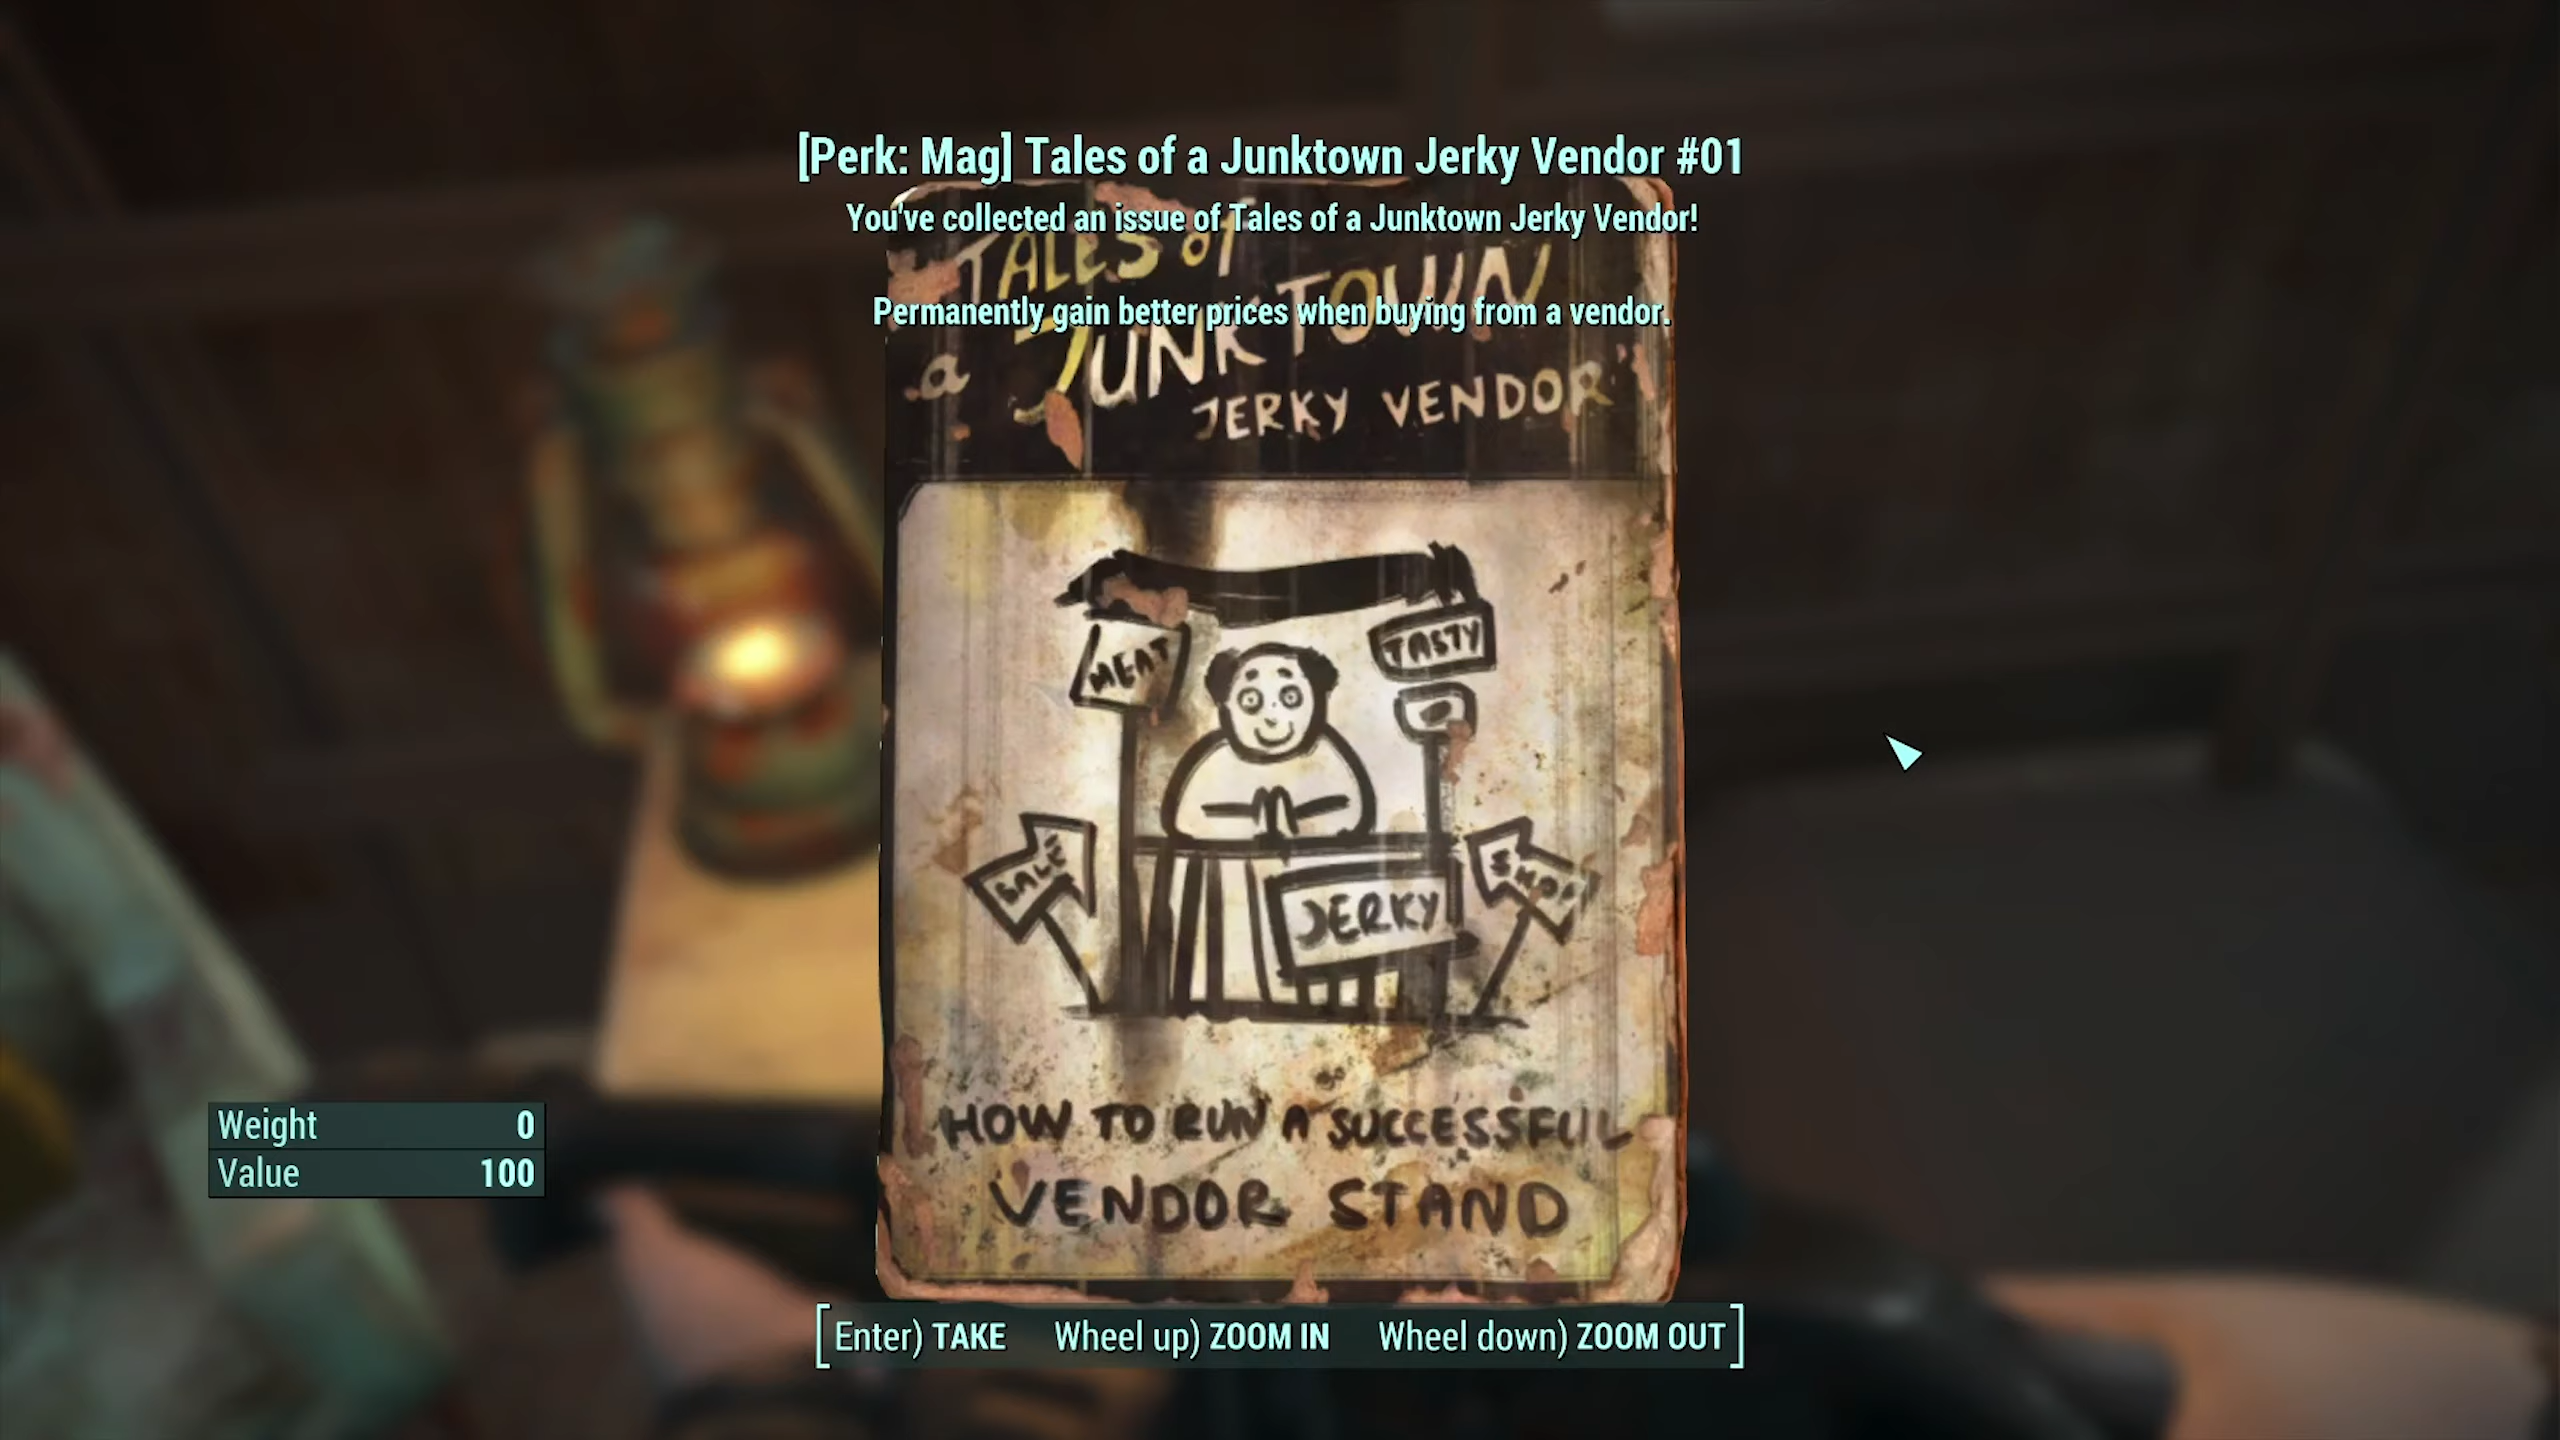 [Perk: Mag] Tales of a Junktown Jerky Vendor #01
You've collected an issue of Tales of a Junktown Jerky Vendor!
TALES of
Permanently gain better prices when buying from a vendor.
a JUNKTOWN
JERKY VENDOR
MEAT
TASTY
SALE
SHOP
JERKY
HOW TO RUN A SUCCESSFUL
VENDOR STAND
Weight 0
Value 100
[Enter) TAKE Wheel up) ZOOM IN Wheel down) ZOOM OUT]